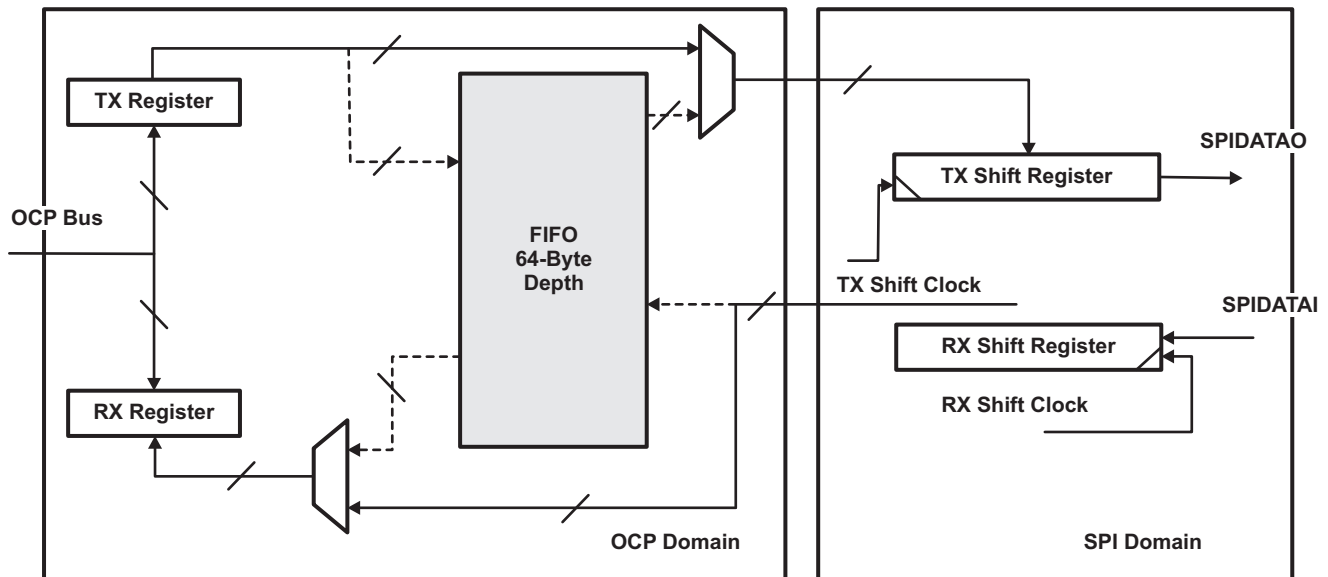 TX Register
SPIDATAO
TX Shift Register
OCP Bus
FIFO
64-Byte
Depth
TX Shift Clock
SPIDATAI
RX Shift Register
RX Register
RX Shift Clock
OCP Domain
SPI Domain